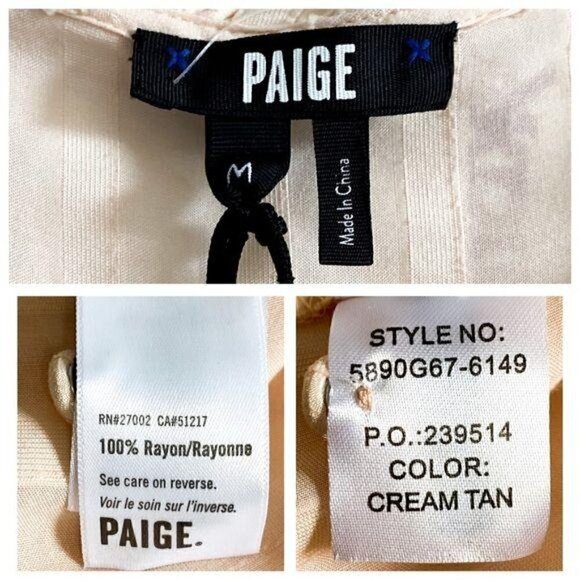 PAIGE
M
Made In China
RN#27002 CA#51217
100% Rayon/Rayonne
See care on reverse.
Voir le soin sur l'inverse.
PAIGE.
STYLE NO:
5890G67-6149
P.O.:239514
COLOR:
CREAM TAN